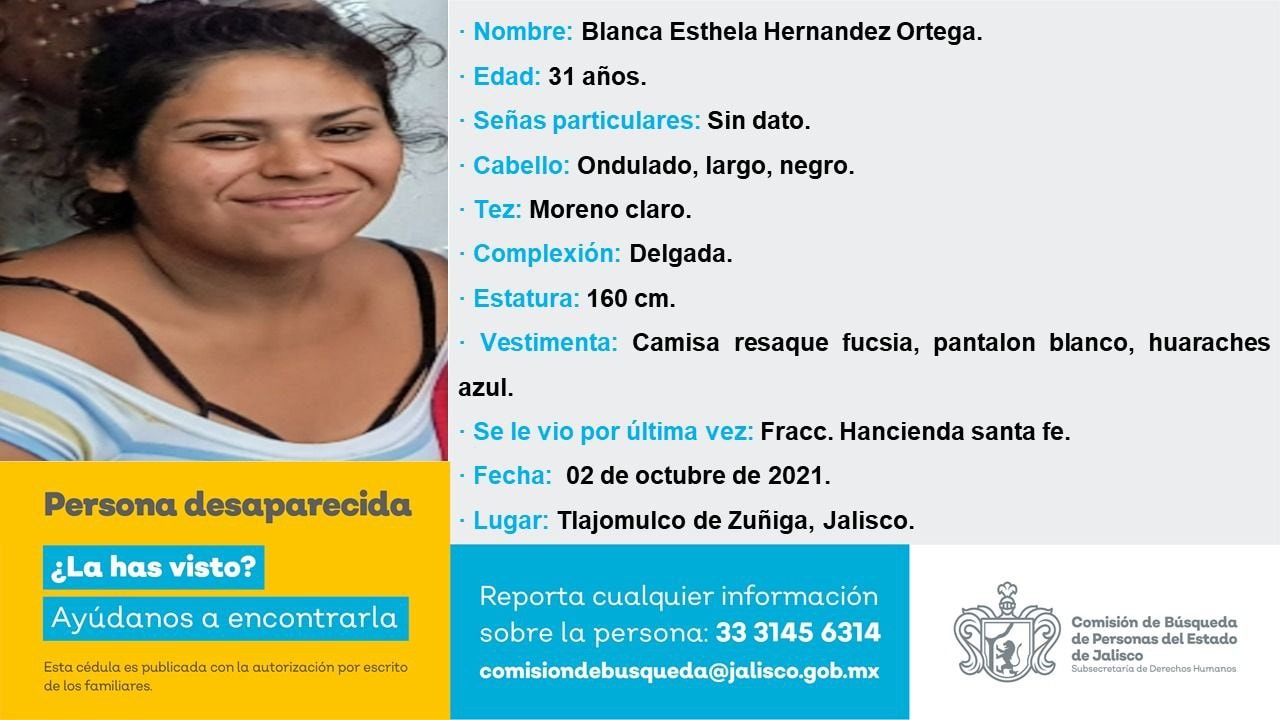 · Nombre: Blanca Esthela Hernandez Ortega.
· Edad: 31 años.
· Señas particulares: Sin dato.
· Cabello: Ondulado, largo, negro.
· Tez: Moreno claro.
· Complexión: Delgada.
· Estatura: 160 cm.
· Vestimenta: Camisa resaque fucsia, pantalon blanco, huaraches
azul.
· Se le vio por última vez: Fracc. Hancienda santa fe.
· Fecha: 02 de octubre de 2021.
· Lugar: Tlajomulco de Zuñiga, Jalisco.
Persona desaparecida
¿La has visto?
Ayúdanos a encontrarla
Esta cédula es publicada con la autorización por escrito
de los familiares.
Reporta cualquier información
sobre la persona: 33 3145 6314
comisiondebusqueda@jalisco.gob.mx
Comisión de Búsqueda
de Personas del Estado
de Jalisco
Subsecretaría de Derechos Humanos